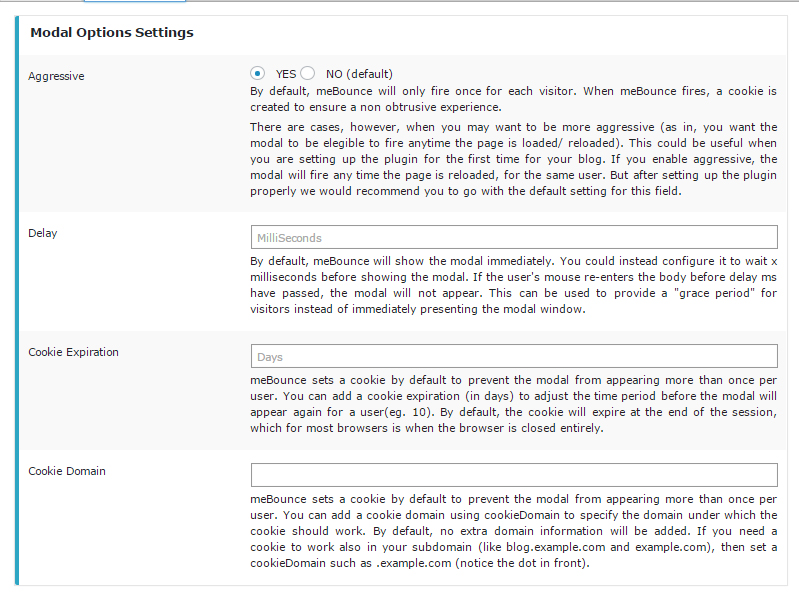 Modal Options Settings
Aggressive
YES NO (default)
By default, meBounce will only fire once for each visitor. When meBounce fires, a cookie is
created to ensure a non obtrusive experience.
There are cases, however, when you may want to be more aggressive (as in, you want the
modal to be elegible to fire anytime the page is loaded/ reloaded). This could be useful when
you are setting up the plugin for the first time for your blog. If you enable aggressive, the
modal will fire any time the page is reloaded, for the same user. But after setting up the plugin
properly we would recommend you to go with the default setting for this field.
Delay
MilliSeconds
By default, meBounce will show the modal immediately. You could instead configure it to wait x
milliseconds before showing the modal. If the user's mouse re-enters the body before delay ms
have passed, the modal will not appear. This can be used to provide a "grace period" for
visitors instead of immediately presenting the modal window.
Cookie Expiration
Days
meBounce sets a cookie by default to prevent the modal from appearing more than once per
user. You can add a cookie expiration (in days) to adjust the time period before the modal will
appear again for a user(eg. 10). By default, the cookie will expire at the end of the session,
which for most browsers is when the browser is closed entirely.
Cookie Domain
meBounce sets a cookie by default to prevent the modal from appearing more than once per
user. You can add a cookie domain using cookieDomain to specify the domain under which the
cookie should work. By default, no extra domain information will be added. If you need a
cookie to work also in your subdomain (like blog.example.com and example.com), then set a
cookieDomain such as .example.com (notice the dot in front).